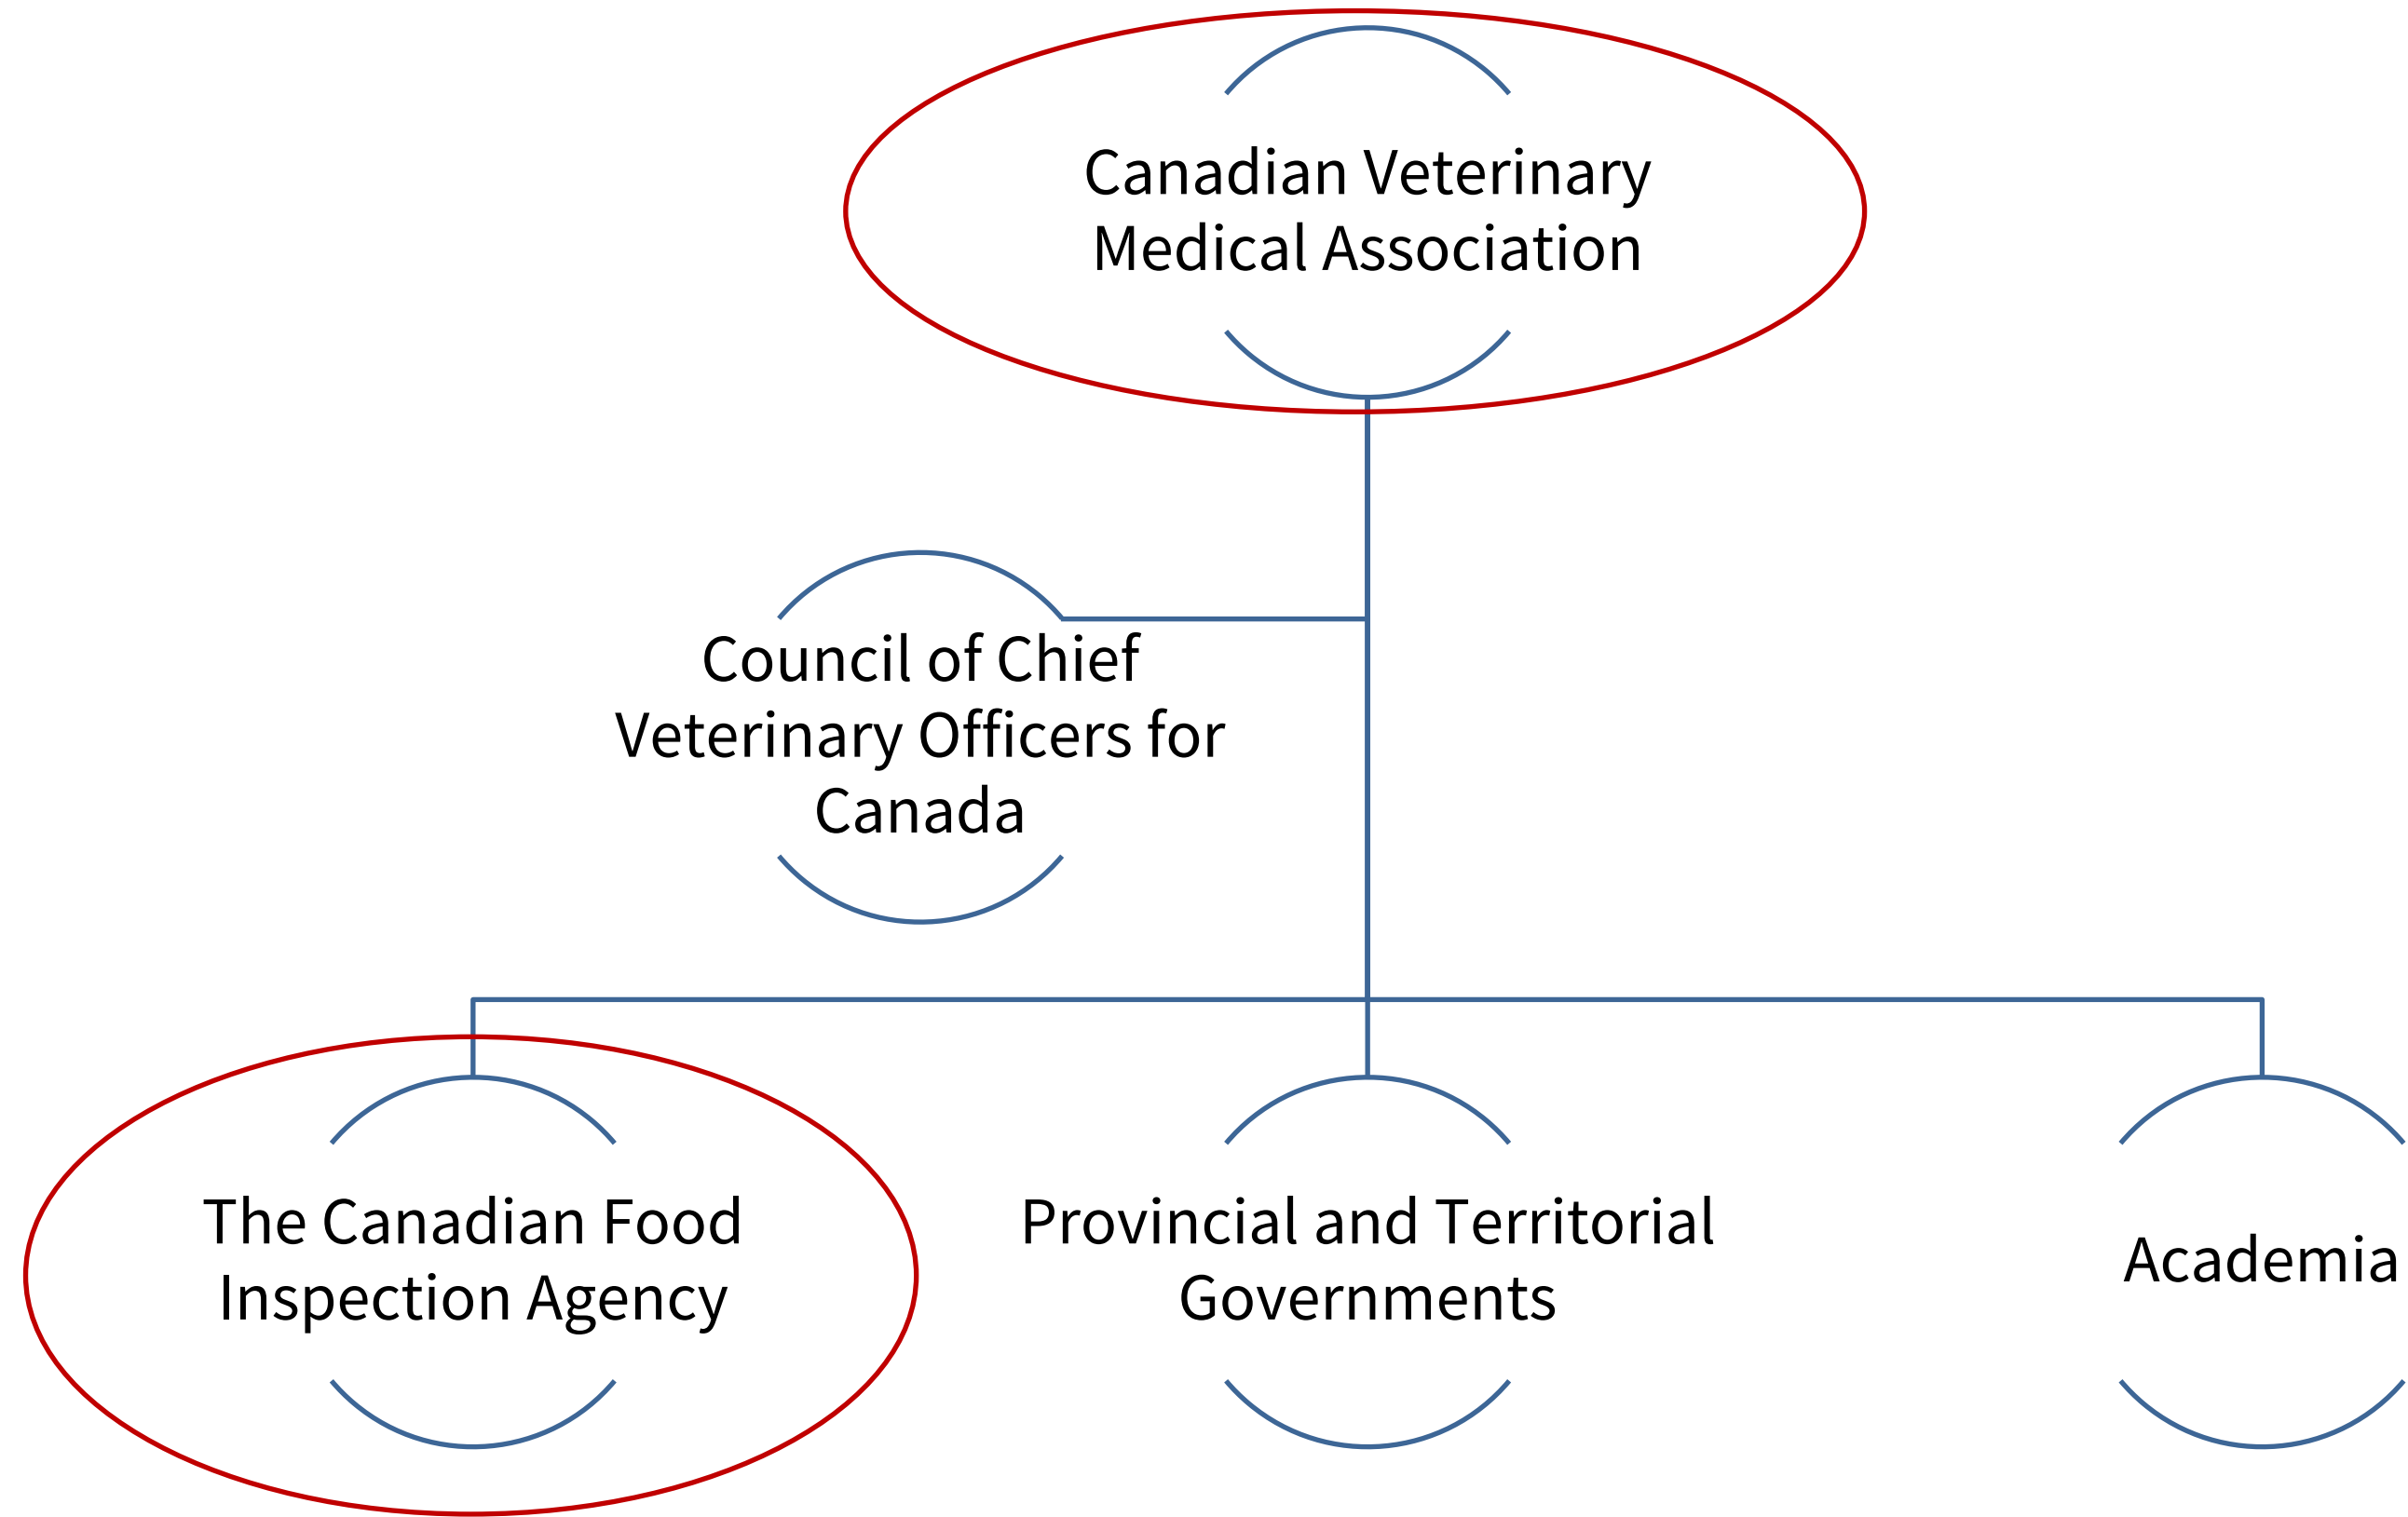 Canadian Veterinary
Medical Association
Council of Chief
Veterinary Officers for
Canada
The Canadian Food
Inspection Agency
Provincial and Territorial
Governments
Academia